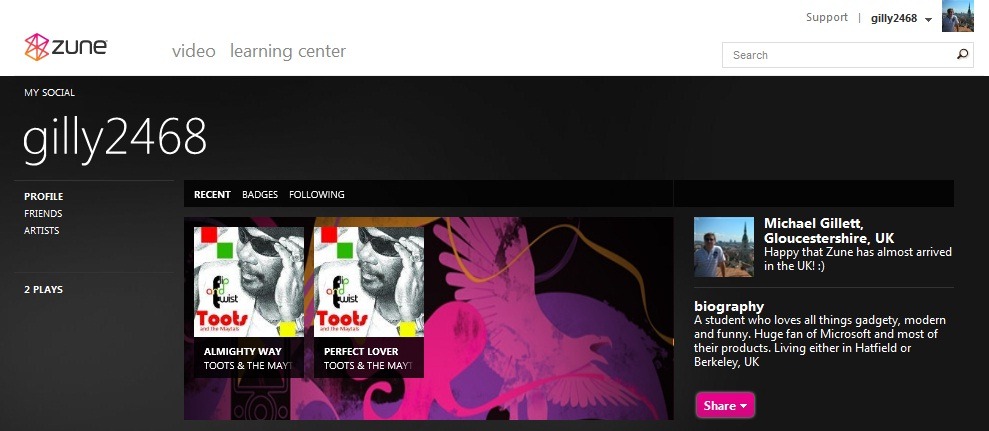 Support | gilly2468
zune
video learning center
Search
MY SOCIAL
gilly2468
PROFILE
FRIENDS
ARTISTS
2 PLAYS
RECENT BADGES FOLLOWING
flip
and
twist
Toots
and the Maytals
ALMIGHTY WAY
TOOTS & THE MAYT
flip
and
twist
Toots
and the Maytals
PERFECT LOVER
TOOTS & THE MAYT
Michael Gillett,
Gloucestershire, UK
Happy that Zune has almost arrived
in the UK! :)
biography
A student who loves all things gadgety, modern
and funny. Huge fan of Microsoft and most of
their products. Living either in Hatfield or
Berkeley, UK
Share